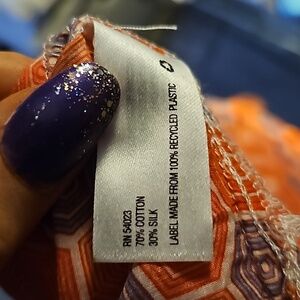 RN 54023
70% COTTON
30% SILK
LABEL MADE FROM 100% RECYCLED PLASTIC